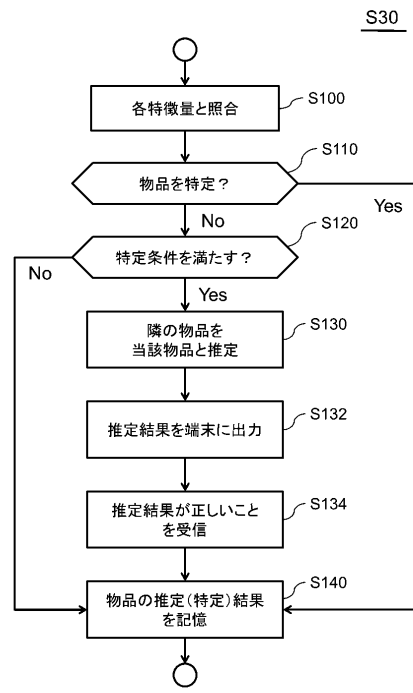 S30
各特徴量と照合
S100
物品を特定？
S110
Yes
No
特定条件を満たす？
S120
No
Yes
隣の物品を
当該物品と推定
S130
推定結果を端末に出力
S132
推定結果が正しいこと
を受信
S134
物品の推定(特定)結果
を記憶
S140